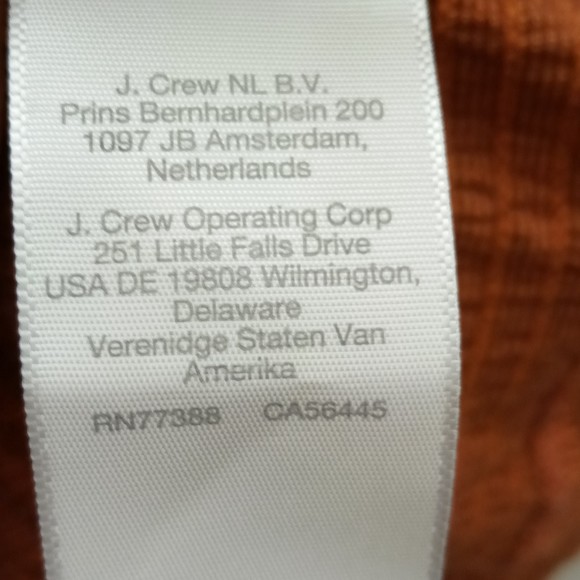 J. Crew NL B.V.
Prins Bernhardplein 200
1097 JB Amsterdam,
Netherlands
J. Crew Operating Corp
251 Little Falls Drive
USA DE 19808 Wilmington,
Delaware
Verenidge Staten Van
Amerika
RN77388 CA56445